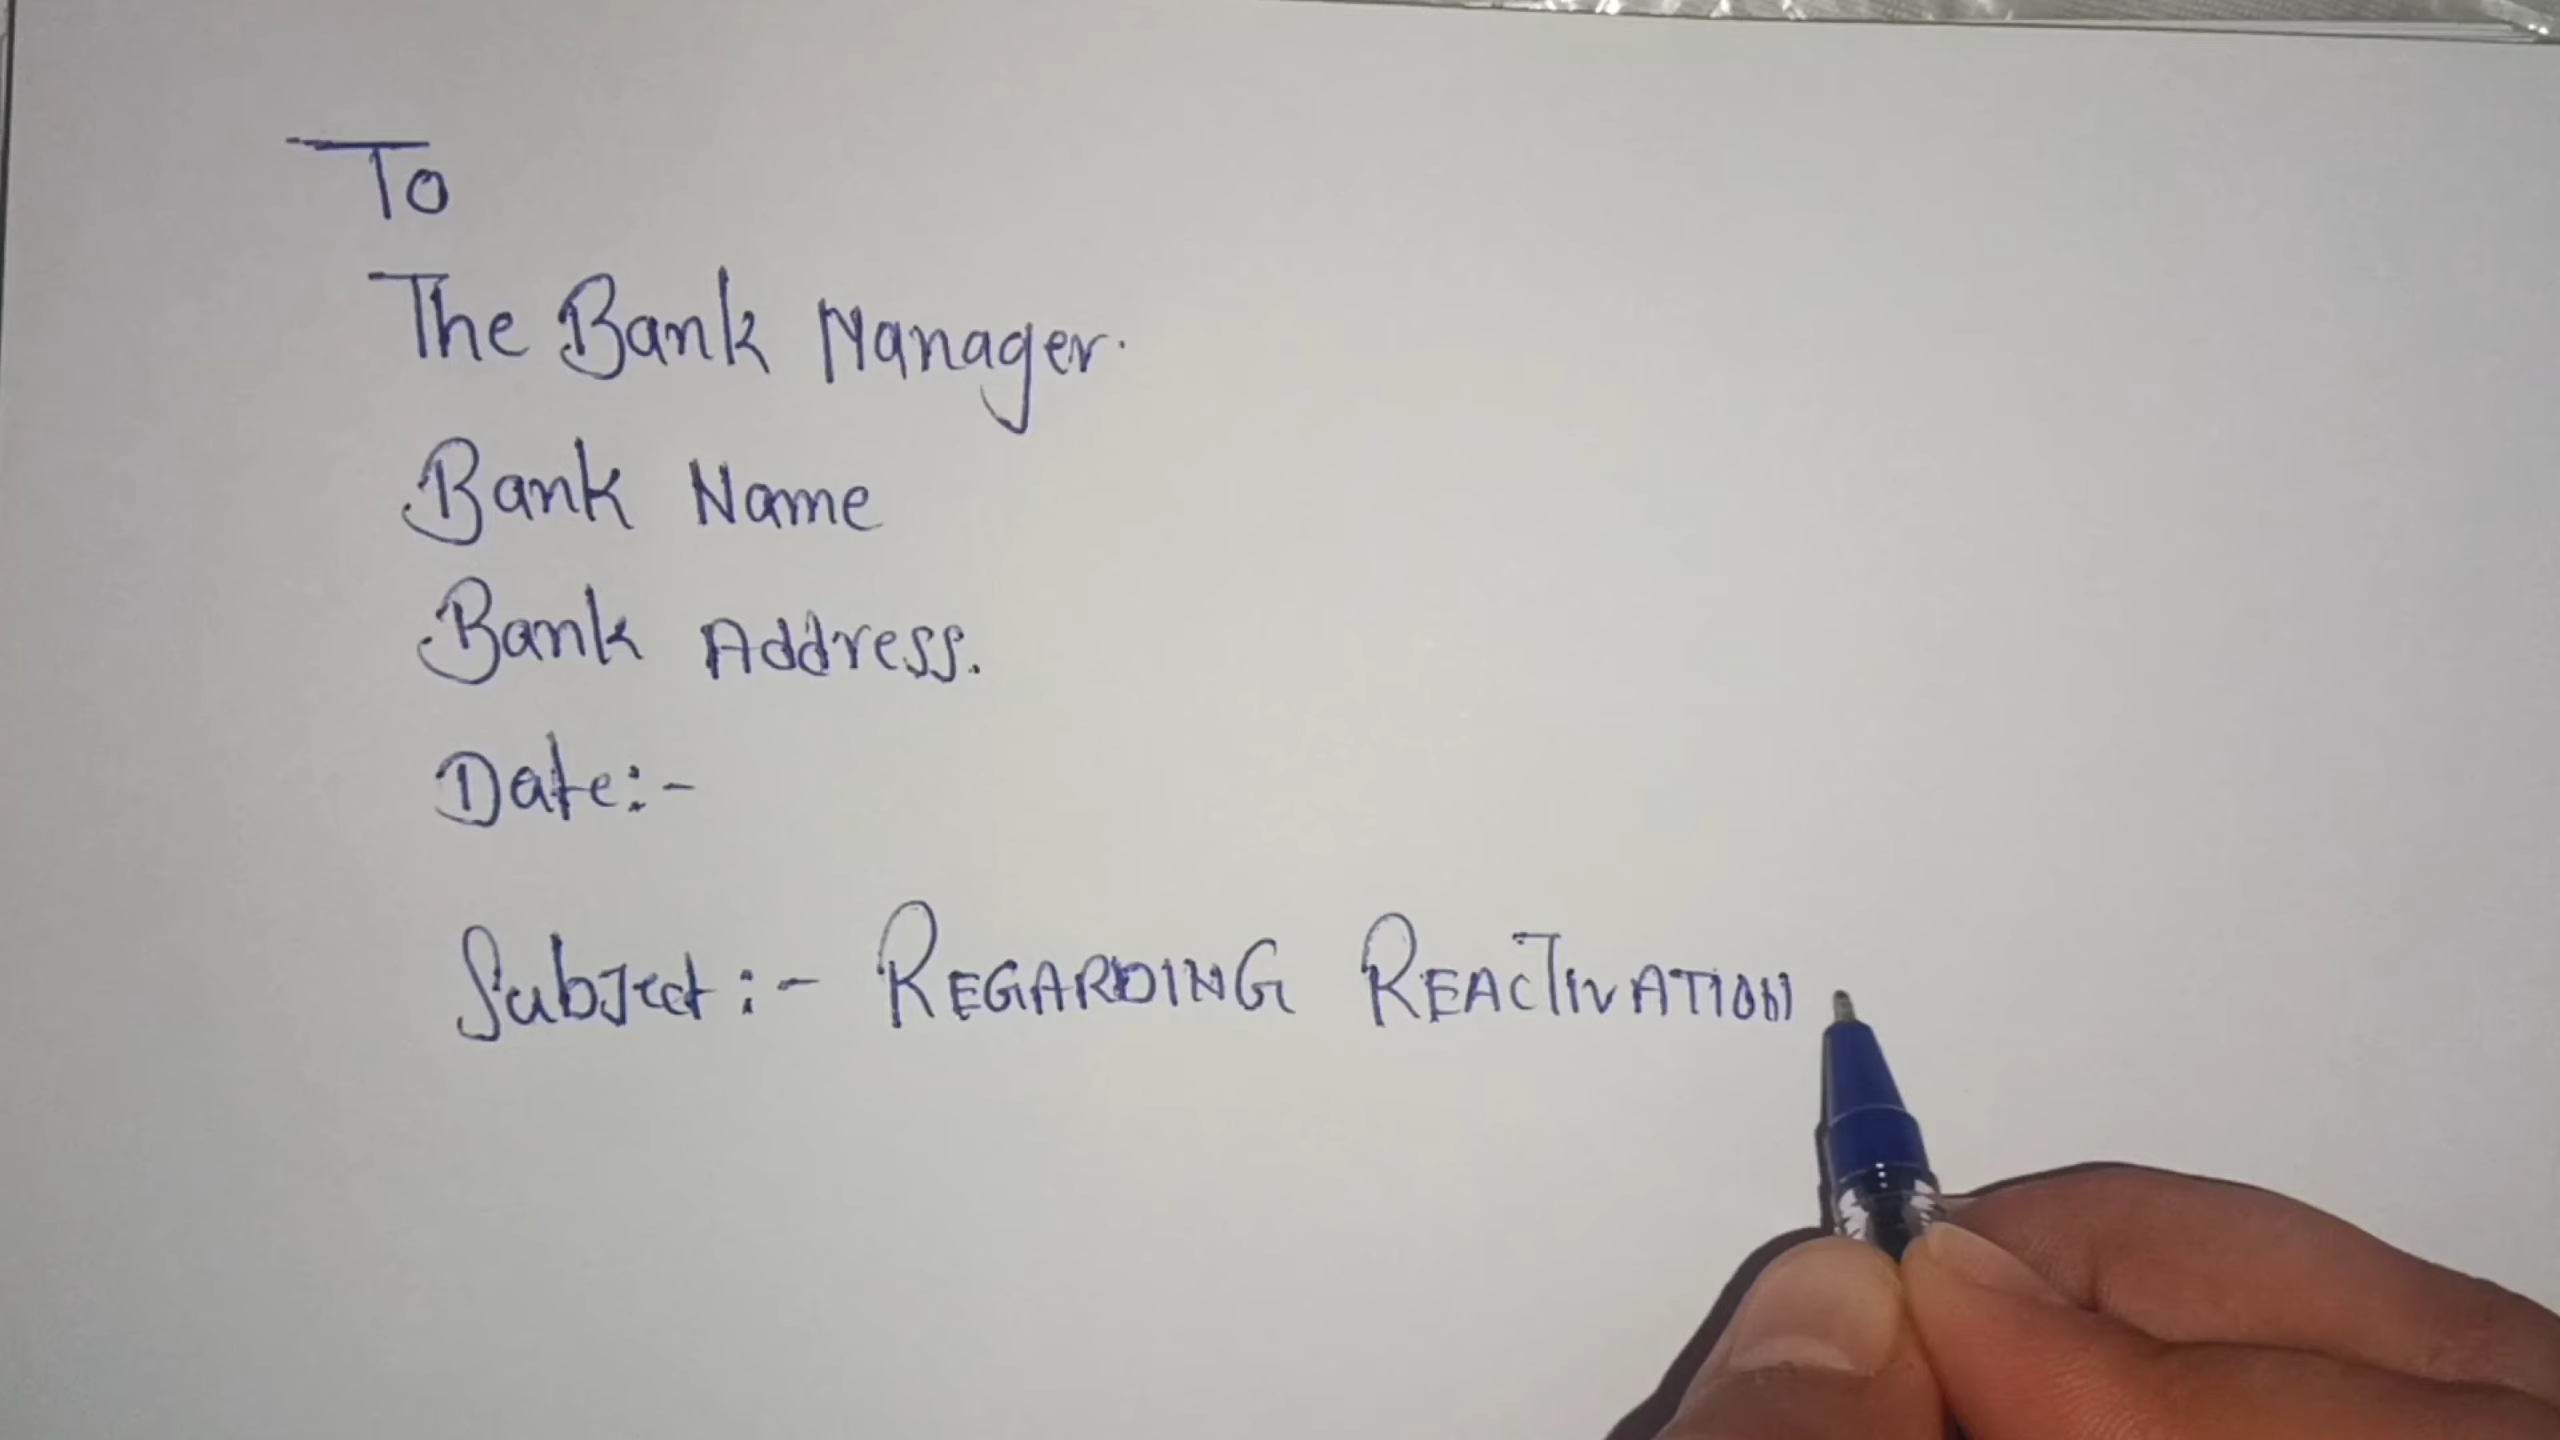 To
The Bank Manager.
Bank Name
Bank Address.
Date:-
Subject:- REGARDING REACTIVATION